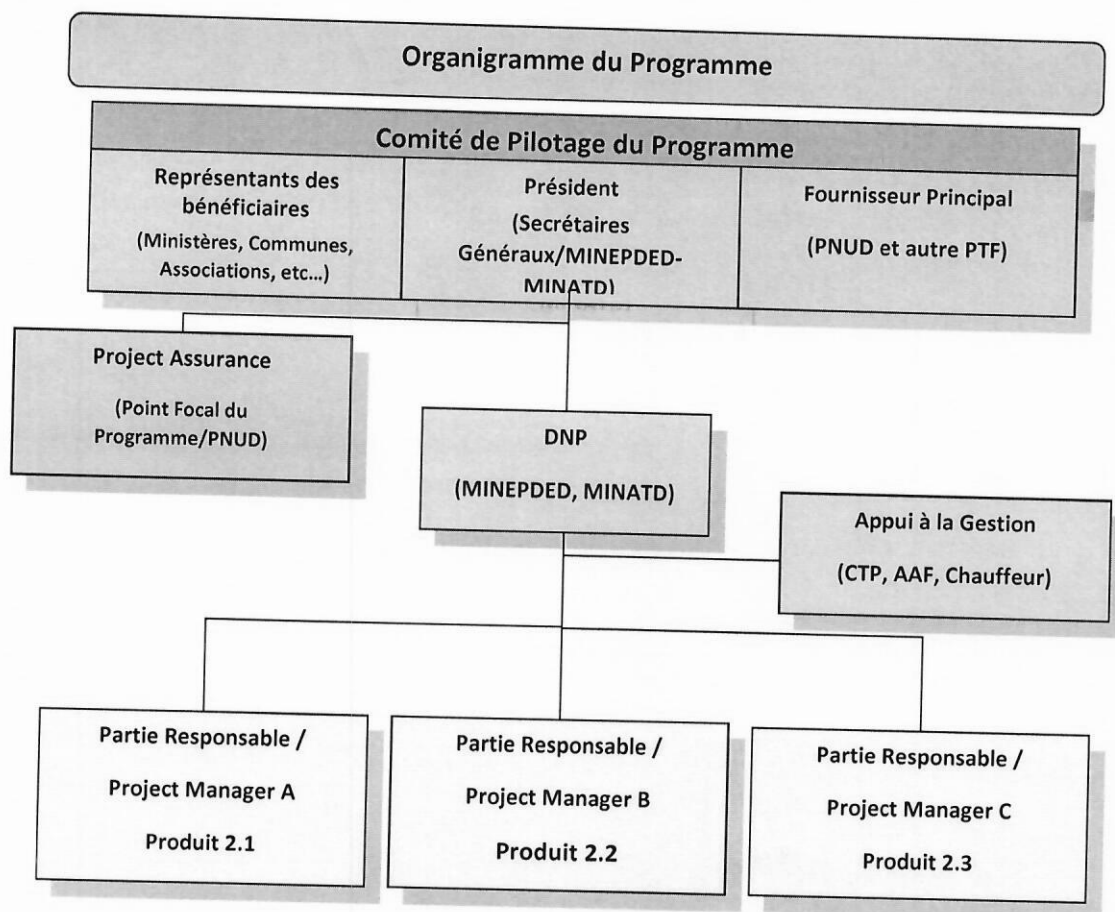 Organigramme du Programme
Comité de Pilotage du Programme
Représentants des
bénéficiaires
(Ministères, Communes,
Associations, etc...)
Président
(Secrétaires
Généraux/MINEPDED-
MINATD)
Fournisseur Principal
(PNUD et autre PTF)
Project Assurance
(Point Focal du
Programme/PNUD)
DNP
(MINEPDED, MINATD)
Appui à la Gestion
(CTP, AAF, Chauffeur)
Partie Responsable /
Project Manager A
Produit 2.1
Partie Responsable /
Project Manager B
Produit 2.2
Partie Responsable /
Project Manager C
Produit 2.3